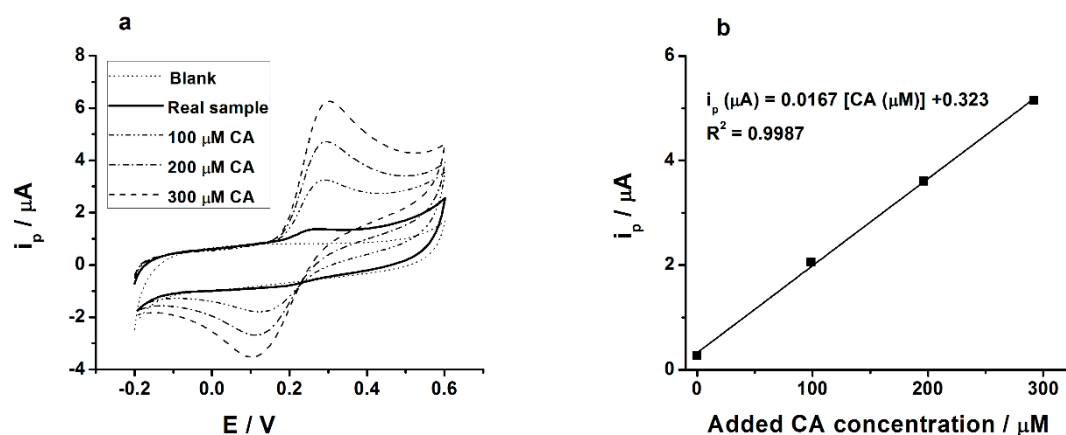 a
i_p / μA
8
6
4
2
0
-2
-4
Blank
Real sample
100 μM CA
200 μM CA
300 μM CA
-0.2 0.0 0.2 0.4 0.6
E / V
b
i_p / μA
6
4
2
0
i_p (μA) = 0.0167 [CA (μM)] +0.323
R² = 0.9987
0 100 200 300
Added CA concentration / μM